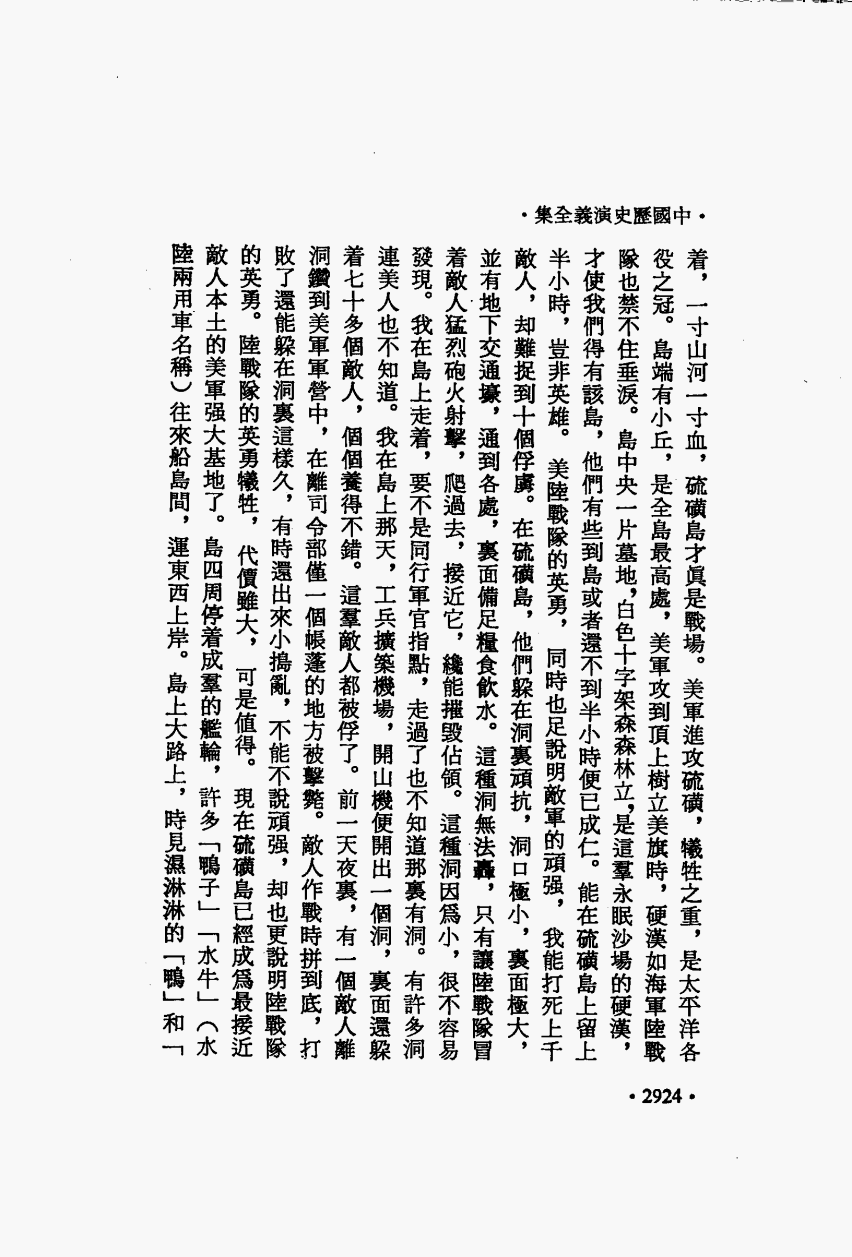 ·中國歷史演義全集·
着，一寸山河一寸血，硫磺島才眞是戰場。美軍進攻硫磺，犧牲之重，是太平洋各
役之冠。島端有小丘，是全島最高處，美軍攻到頂上樹立美旗時，硬漢如海軍陸戰
隊也禁不住垂淚。島中央一片墓地，白色十字架森森林立，是這羣永眠沙場的硬漢，
才使我們得有該島，他們有些到島或者還不到半小時便已成仁。能在硫磺島上留上
半小時，豈非英雄。美陸戰隊的英勇，同時也足說明敵軍的頑强，我能打死上千
敵人，却難捉到十個俘虜。在硫磺島，他們躲在洞裏頑抗，洞口極小，裏面極大，
並有地下交通壕，通到各處，裏面備足糧食飮水。這種洞無法轟，只有讓陸戰隊冒
着敵人猛烈砲火射擊，爬過去，接近它，纔能摧毀佔領。這種洞因爲小，很不容易
發現。我在島上走着，要不是同行軍官指點，走過了也不知道那裏有洞。有許多洞
連美人也不知道。我在島上那天，工兵擴築機場，開山機便開出一個洞，裏面還躲
着七十多個敵人，個個養得不錯。這羣敵人都被俘了。前一天夜裏，有一個敵人離
洞鑽到美軍軍營中，在離司令部僅一個帳蓬的地方被擊斃。敵人作戰時拼到底，打
敗了還能躲在洞裏這樣久，有時還出來小搗亂，不能不說頑强，却也更說明陸戰隊
的英勇。陸戰隊的英勇犧牲，代價雖大，可是值得。現在硫磺島已經成爲最接近
敵人本土的美軍强大基地了。島四周停着成羣的艦輪，許多「鴨子」「水牛」（水
陸兩用車名稱）往來船島間，運東西上岸。島上大路上，時見濕淋淋的「鴨」和「
·2924·